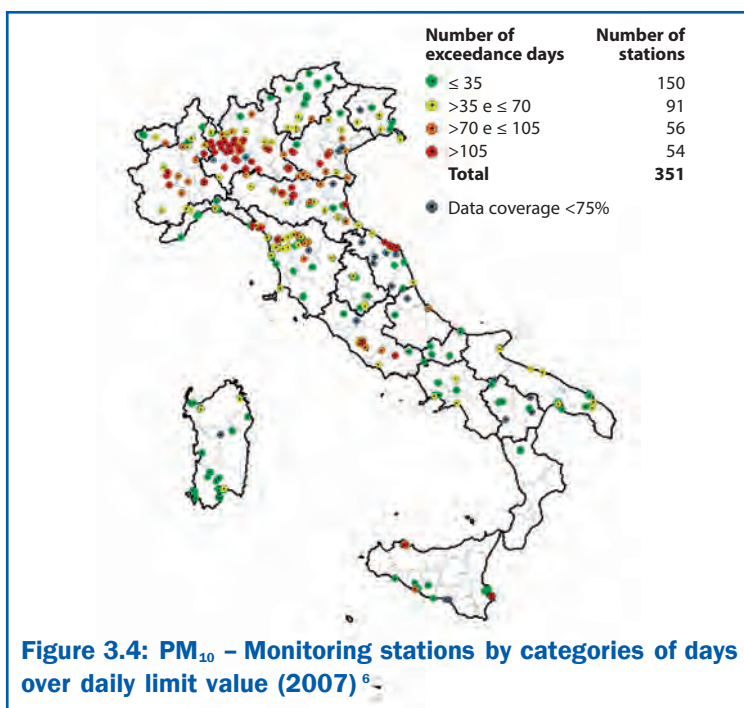 Number of exceedance days Number of stations
≤ 35 150
>35 e ≤ 70 91
>70 e ≤ 105 56
>105 54
Total 351
Data coverage <75%
Figure 3.4: PM₁₀ – Monitoring stations by categories of days
over daily limit value (2007) ⁶